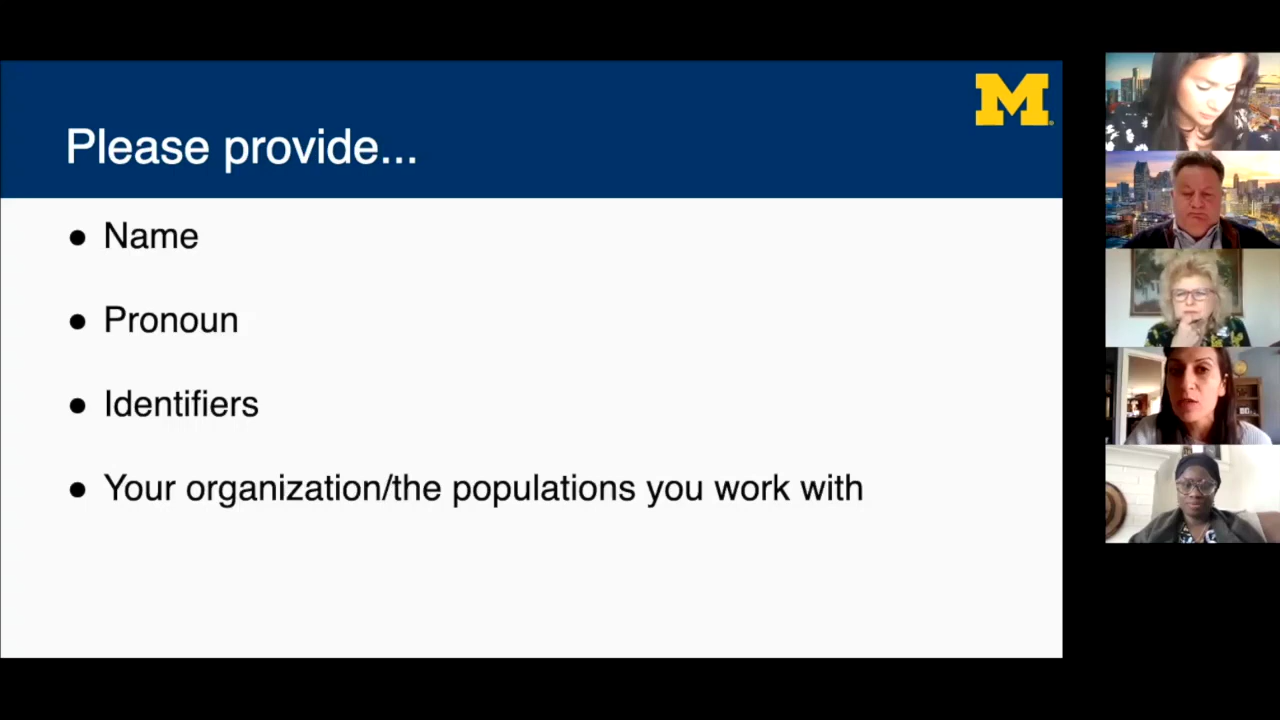 M
Please provide...
● Name
● Pronoun
● Identifiers
● Your organization/the populations you work with